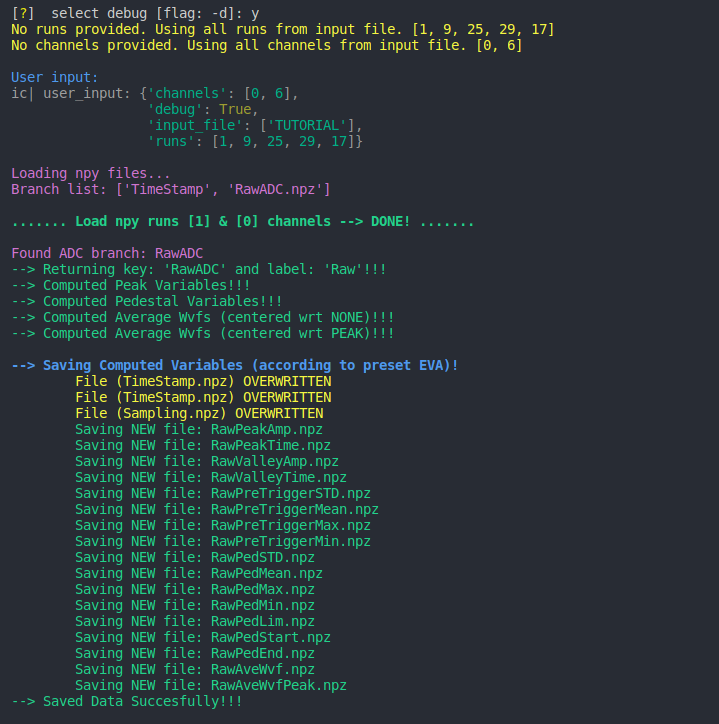 [?]  select debug [flag: -d]: y
No runs provided. Using all runs from input file. [1, 9, 25, 29, 17]
No channels provided. Using all channels from input file. [0, 6]

User input:
ic| user_input: {'channels': [0, 6],
                 'debug': True,
                 'input_file': ['TUTORIAL'],
                 'runs': [1, 9, 25, 29, 17]}

Loading npy files...
Branch list: ['TimeStamp', 'RawADC.npz']

....... Load npy runs [1] & [0] channels --> DONE! .......

Found ADC branch: RawADC
--> Returning key: 'RawADC' and label: 'Raw'!!!
--> Computed Peak Variables!!!
--> Computed Pedestal Variables!!!
--> Computed Average Wvfs (centered wrt NONE)!!!
--> Computed Average Wvfs (centered wrt PEAK)!!!

--> Saving Computed Variables (according to preset EVA)!
        File (TimeStamp.npz) OVERWRITTEN
        File (TimeStamp.npz) OVERWRITTEN
        File (Sampling.npz) OVERWRITTEN
        Saving NEW file: RawPeakAmp.npz
        Saving NEW file: RawPeakTime.npz
        Saving NEW file: RawValleyAmp.npz
        Saving NEW file: RawValleyTime.npz
        Saving NEW file: RawPreTriggerSTD.npz
        Saving NEW file: RawPreTriggerMean.npz
        Saving NEW file: RawPreTriggerMax.npz
        Saving NEW file: RawPreTriggerMin.npz
        Saving NEW file: RawPedSTD.npz
        Saving NEW file: RawPedMean.npz
        Saving NEW file: RawPedMax.npz
        Saving NEW file: RawPedMin.npz
        Saving NEW file: RawPedLim.npz
        Saving NEW file: RawPedStart.npz
        Saving NEW file: RawPedEnd.npz
        Saving NEW file: RawAveWvf.npz
        Saving NEW file: RawAveWvfPeak.npz
--> Saved Data Succesfully!!!